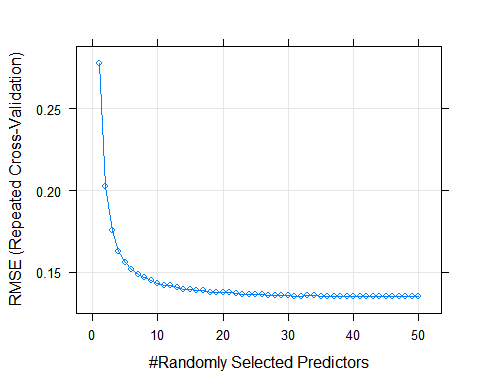 RMSE (Repeated Cross-Validation)
0.25
0.20
0.15
0 10 20 30 40 50
#Randomly Selected Predictors